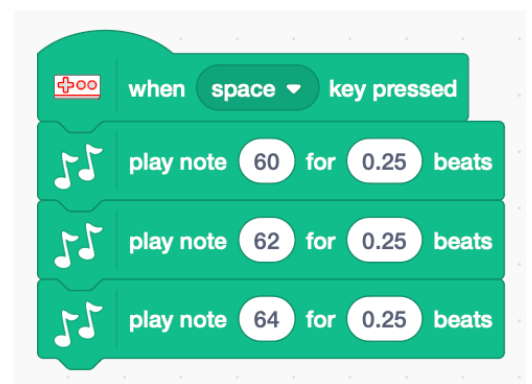 when space key pressed
play note 60 for 0.25 beats
play note 62 for 0.25 beats
play note 64 for 0.25 beats